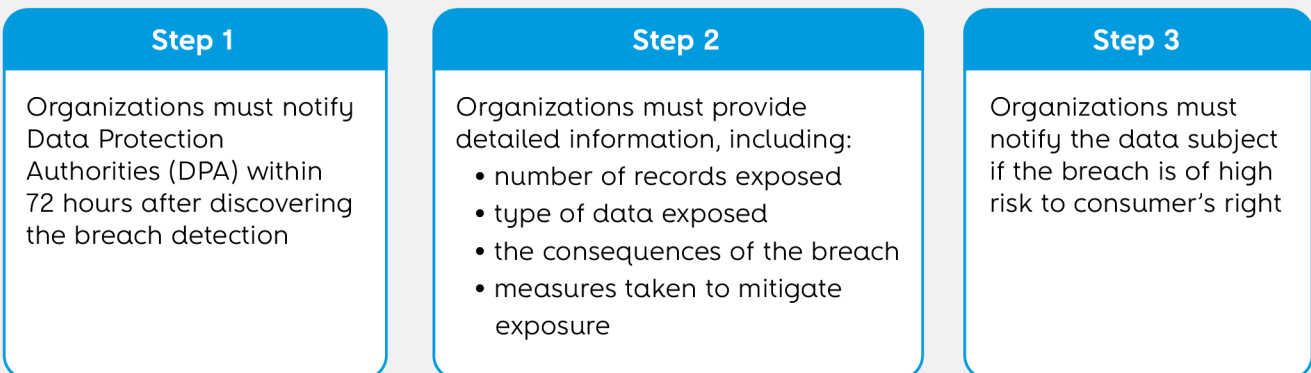 Step 1
Organizations must notify
Data Protection
Authorities (DPA) within
72 hours after discovering
the breach detection
Step 2
Organizations must provide
detailed information, including:
• number of records exposed
• type of data exposed
• the consequences of the breach
• measures taken to mitigate
exposure
Step 3
Organizations must
notify the data subject
if the breach is of high
risk to consumer's right